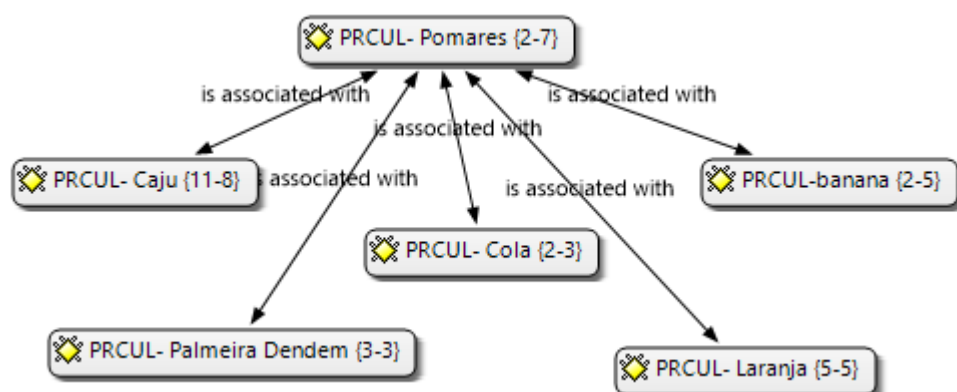 PRCUL- Pomares {2-7}
is associated with
is associated with
is associated with
PRCUL- Caju {11-8}
is associated with
is associated with
PRCUL-banana {2-5}
PRCUL- Cola {2-3}
PRCUL- Palmeira Dendem {3-3}
PRCUL- Laranja {5-5}